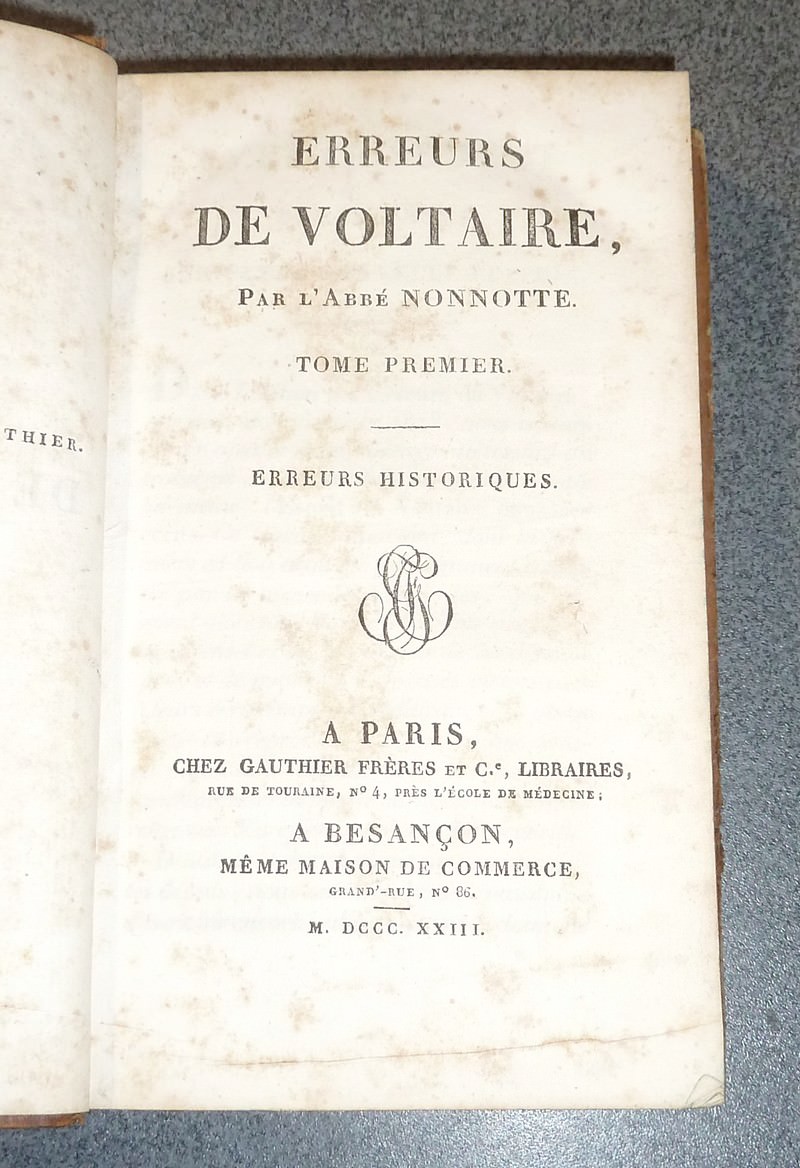 THIER.
ERREURS
DE VOLTAIRE,
PAR L'ABBÉ NONNOTTE.
TOME PREMIER.
ERREURS HISTORIQUES.
A PARIS,
CHEZ GAUTHIER FRÈRES ET C.e, LIBRAIRES,
RUE DE TOURAINE, N° 4, PRÈS L'ÉCOLE DE MÉDECINE;
A BESANÇON,
MÊME MAISON DE COMMERCE,
GRAND'-RUE, N° 86.
M. DCCC. XXIII.